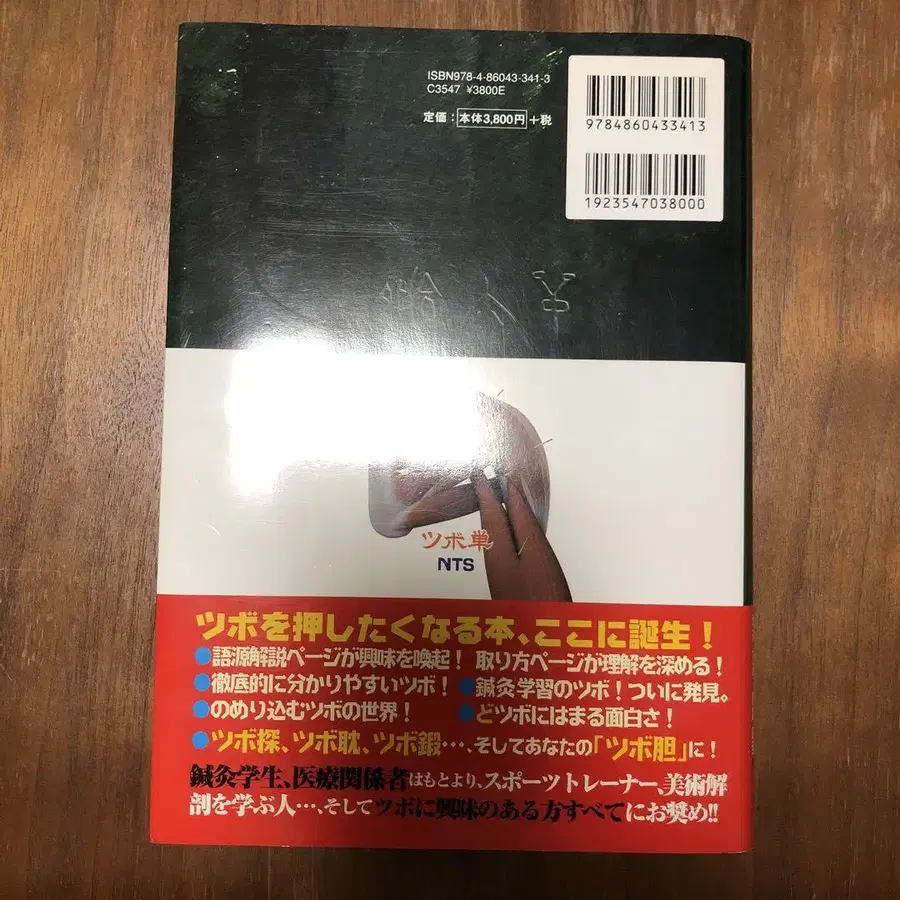 ISBN978-4-86043-341-3
C3547 ¥3800E
定価：本体3,800円+税
9784860433413
1923547038000
ツボ単
NTS
ツボを押したくなる本、ここに誕生！
●語源解説ページが興味を喚起！ 取り方ページが理解を深める！
●徹底的に分かりやすいツボ！ ●鍼灸学習のツボ！ついに発見。
●のめり込むツボの世界！ ●どツボにはまる面白さ！
●ツボ探、ツボ耽、ツボ鍛…、そしてあなたの「ツボ胆」に！
鍼灸学生、医療関係者はもとより、スポーツトレーナー、美術解
剖を学ぶ人…、そしてツボに興味のある方すべてにお奨め!!